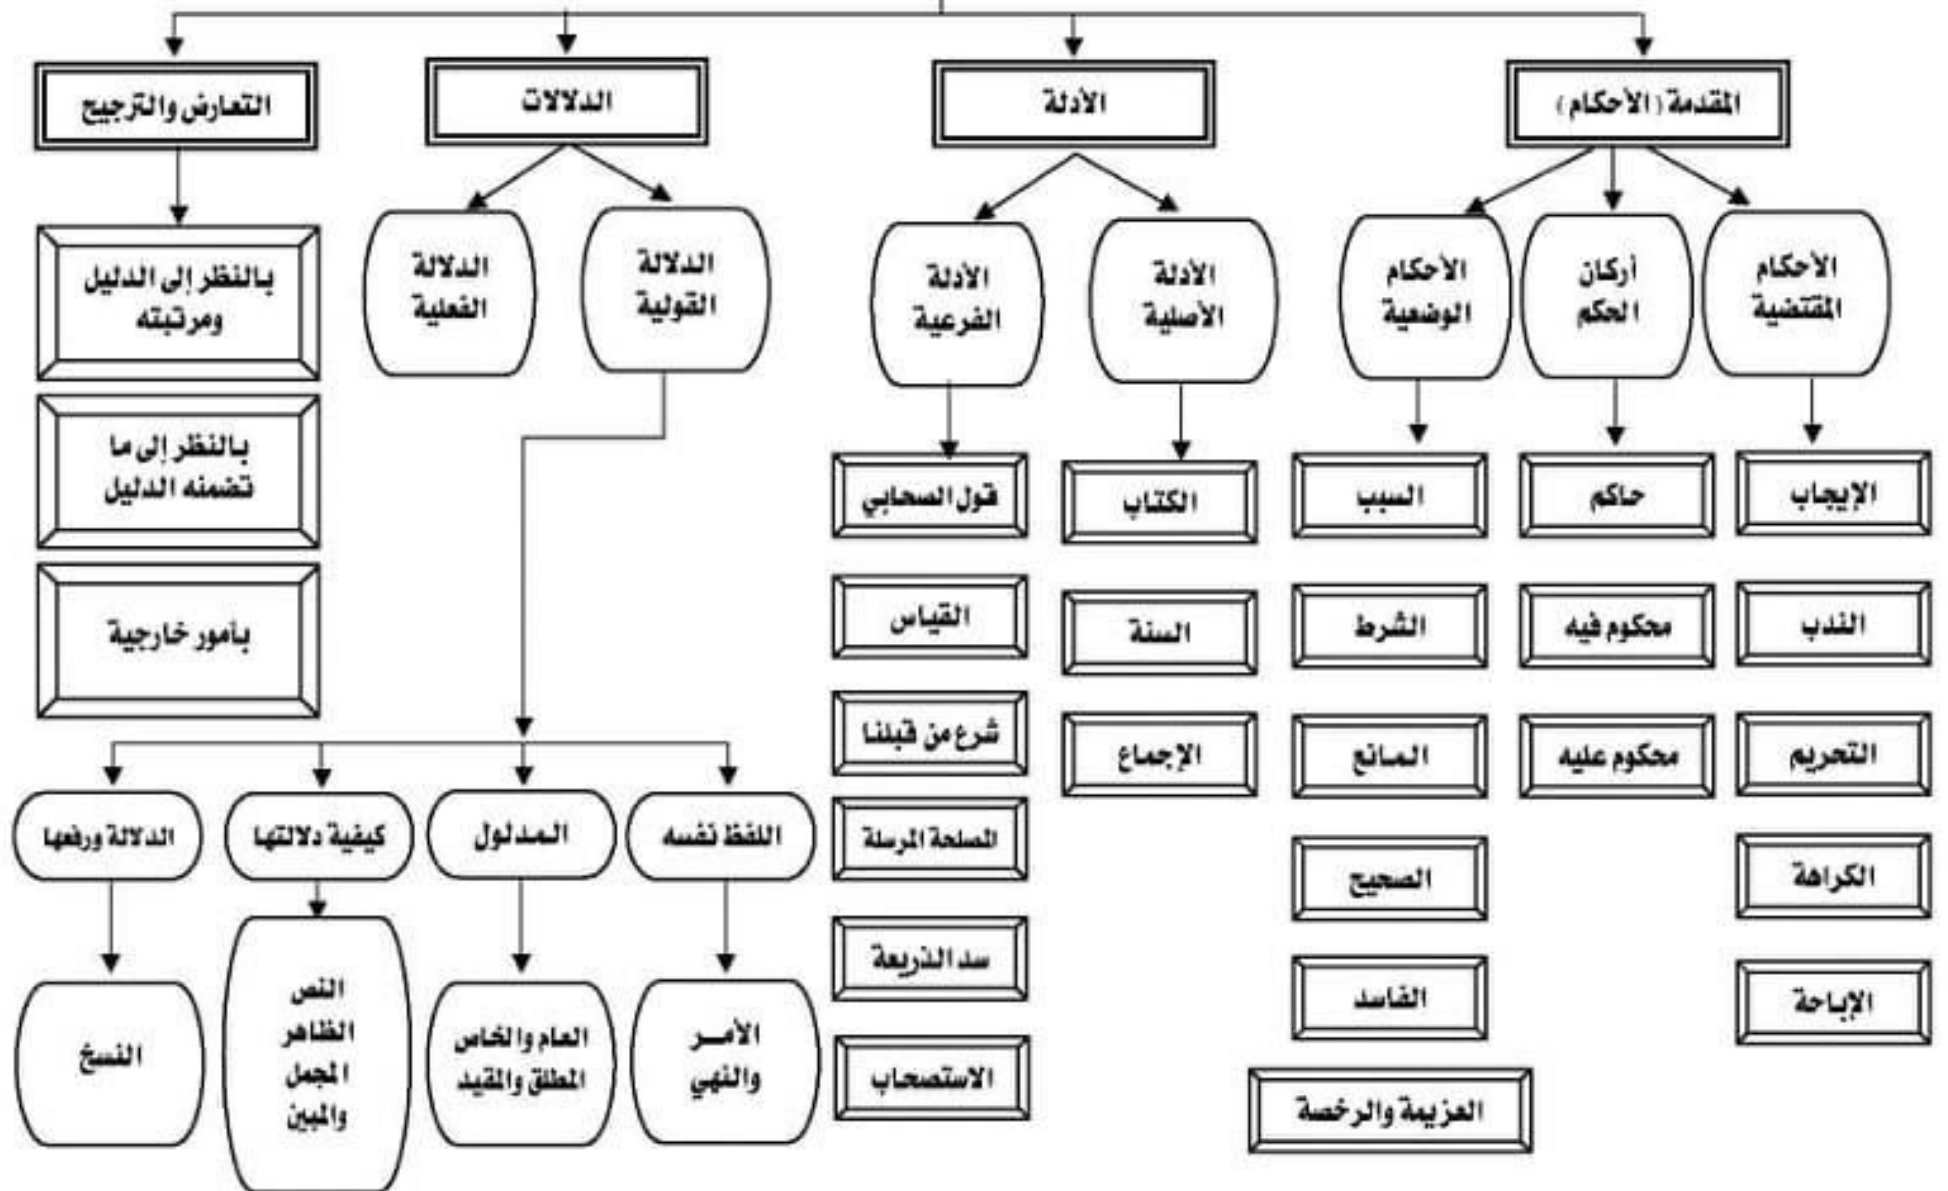 المقدمة (الأحكام)
الأدلة
الدلالات
التعارض والترجيح
الأحكام
المقتضية
أركان
الحكم
الأحكام
الوضعية
الإيجاب
الندب
التحريم
الكراهة
الإباحة
حاكم
محكوم فيه
محكوم عليه
السبب
الشرط
المانع
الصحيح
الفاسد
العزيمة والرخصة
الأدلة
الأصلية
الأدلة
الفرعية
الكتاب
السنة
الإجماع
قول الصحابي
القياس
شرع من قبلنا
المصلحة المرسلة
سد الذريعة
الاستصحاب
الدلالة
القولية
الدلالة
الفعلية
اللفظ نفسه
المدلول
كيفية دلالتها
الدلالة ورفعها
الأمر
والنهي
العام والخاص
المطلق والمقيد
النص
الظاهر
المجمل
والمبين
النسخ
بالنظر إلى الدليل
ومرتبته
بالنظر إلى ما
تضمنه الدليل
بأمور خارجية